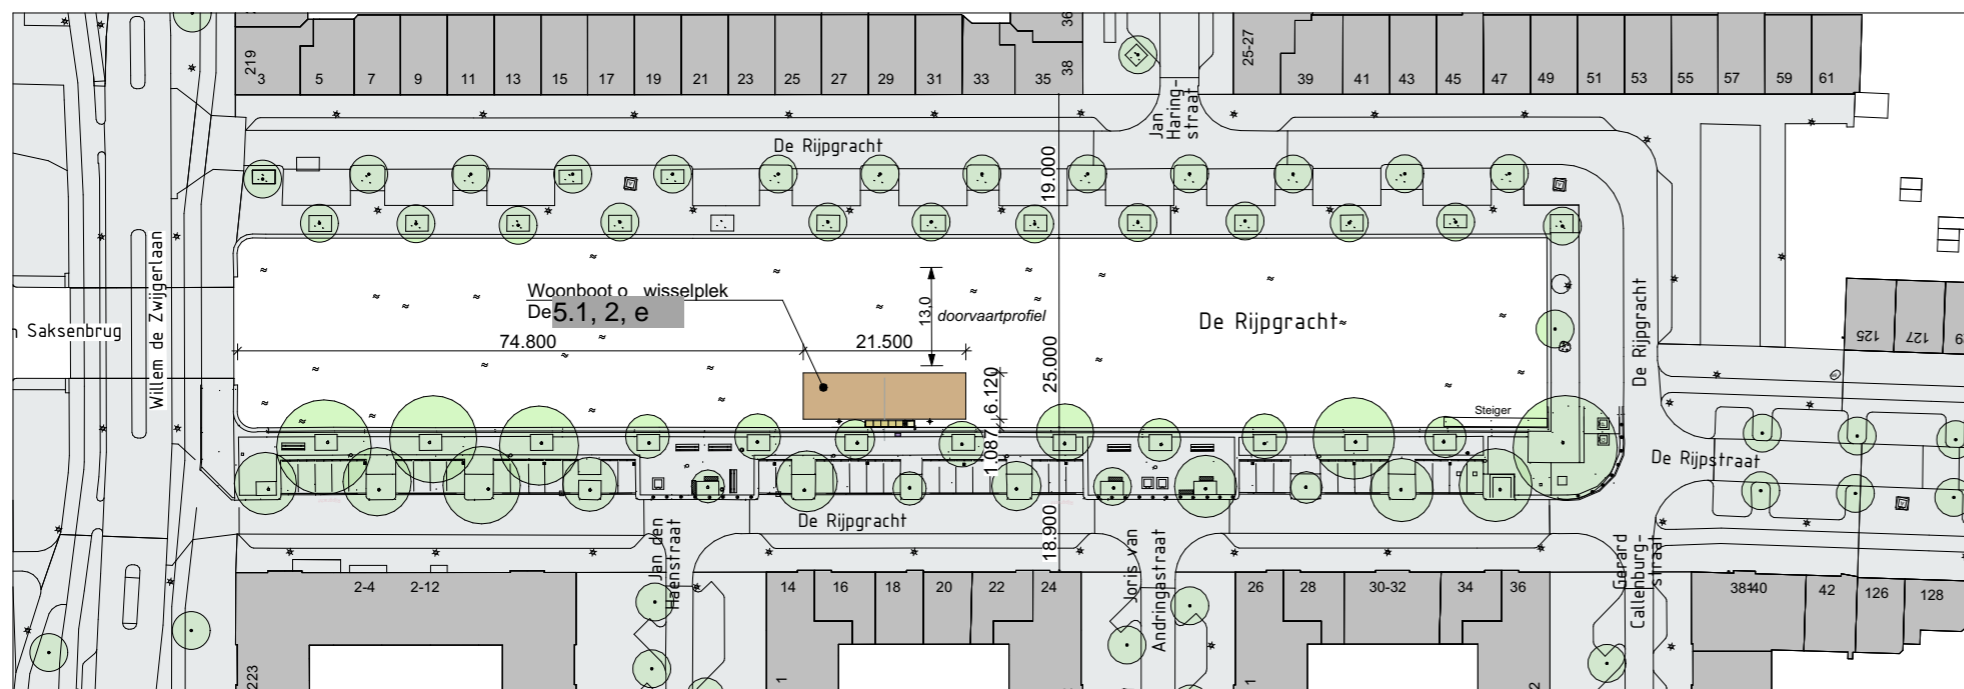 219
3
5
7
9
11
13
15
17
19
21
23
25
27
29
31
33
35
38
36
25-27
39
41
43
45
47
49
51
53
55
57
59
61
Jan
Haring-
straat
De Rijpgracht
19.000
Woonboot o wisselplek
De 5.1, 2, e
13.0
doorvaartprofiel
De Rijpgracht
Saksenbrug
Willem de Zwijgerlaan
74.800
21.500
25.000
6.120
1.087
Steiger
De Rijpgracht
125
127
De Rijpstraat
De Rijpgracht
18.900
Jan den
Haenstraat
Joris van
Andringastraat
Gerard
Callenburg-
straat
2-4
2-12
14
16
18
20
22
24
26
28
30-32
34
36
42
126
128
223
1
1